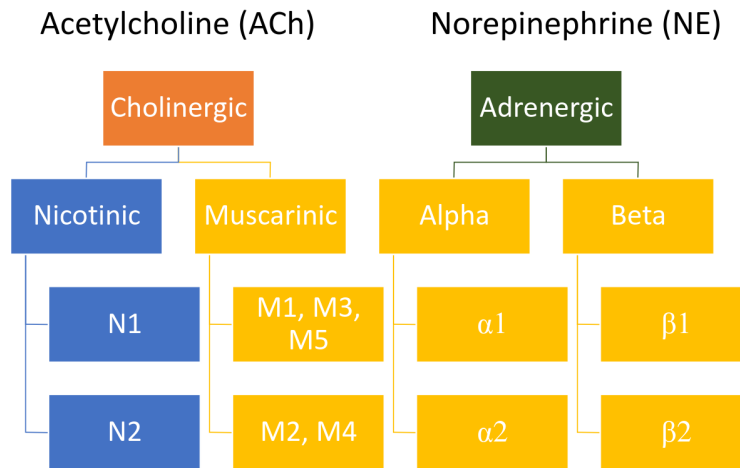 Acetylcholine (ACh)
Norepinephrine (NE)
Cholinergic
Adrenergic
Nicotinic
Muscarinic
Alpha
Beta
N1
M1, M3,
M5
α1
β1
N2
M2, M4
α2
β2